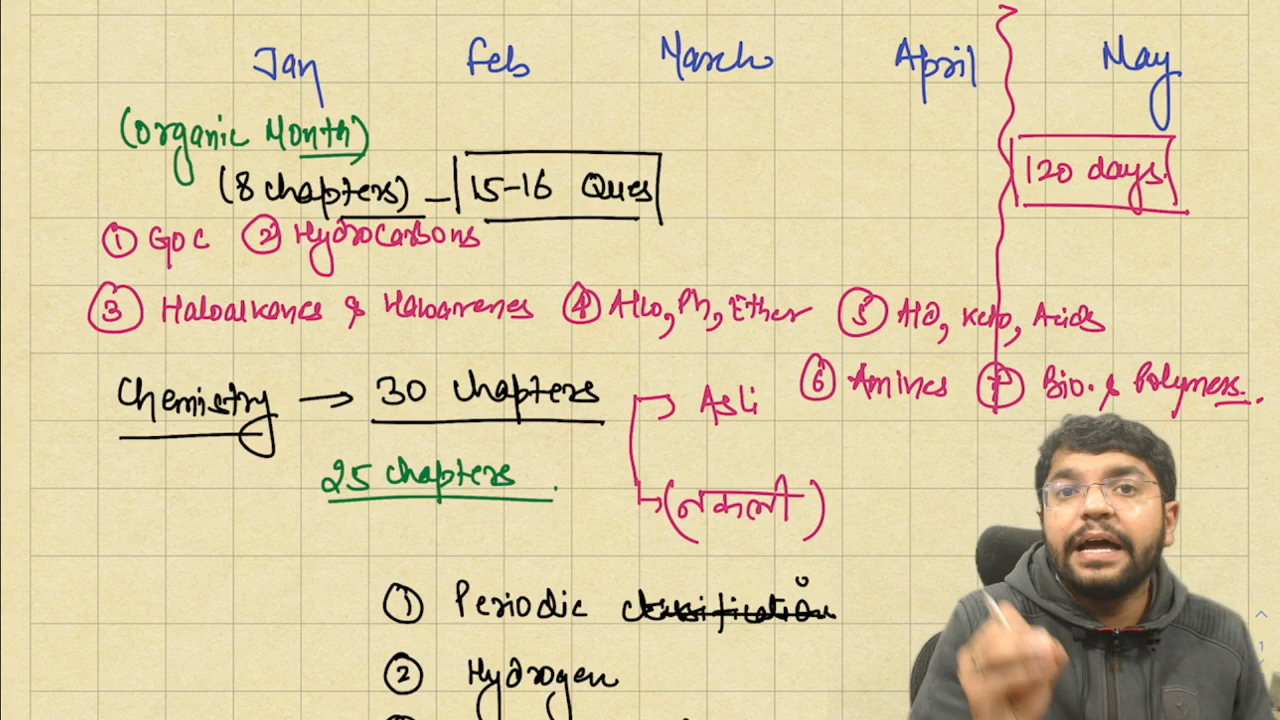 Jan Feb March April May
(organic Month)
120 days.
(8 chapters) - 15-16 Ques
① GOC ② Hydrocarbons
③ Haloalkanes & Haloarenes ④ Alco, Ph, Ether ⑤ AlD, Keto, Acids
⑥ Amines ⑦ Bio. & Polymers.
Chemistry → 30 chapters Asli
25 chapters.
(नकली)
① Periodic classification
② Hydrogen
1